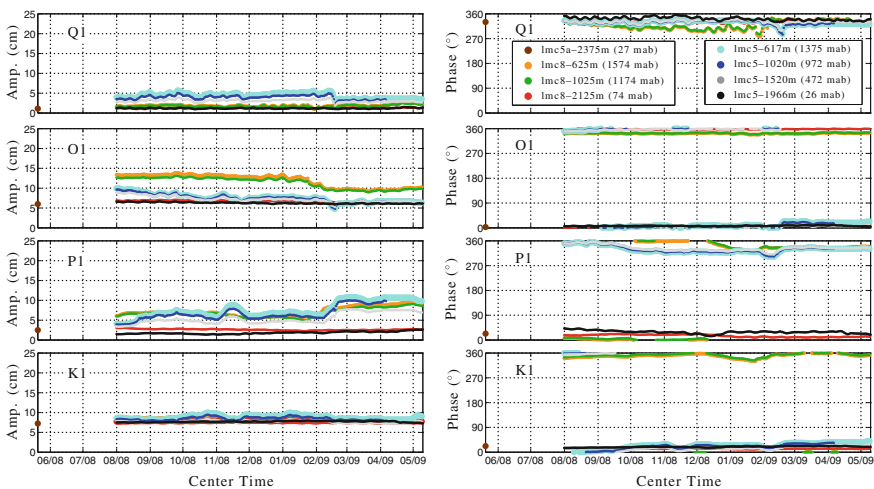 25
20
15
10
5
0
Amp. (cm)
Q1
360
270
180
90
0
Phase (°)
Q1
lmc5a−2375m (27 mab)
lmc8−625m (1574 mab)
lmc8−1025m (1174 mab)
lmc8−2125m (74 mab)
lmc5−617m (1375 mab)
lmc5−1020m (972 mab)
lmc5−1520m (472 mab)
lmc5−1966m (26 mab)
25
20
15
10
5
0
Amp. (cm)
O1
360
270
180
90
0
Phase (°)
O1
25
20
15
10
5
0
Amp. (cm)
P1
360
270
180
90
0
Phase (°)
P1
25
20
15
10
5
0
Amp. (cm)
K1
06/08 07/08 08/08 09/08 10/08 11/08 12/08 01/09 02/09 03/09 04/09 05/09
Center Time
360
270
180
90
0
Phase (°)
K1
06/08 07/08 08/08 09/08 10/08 11/08 12/08 01/09 02/09 03/09 04/09 05/09
Center Time